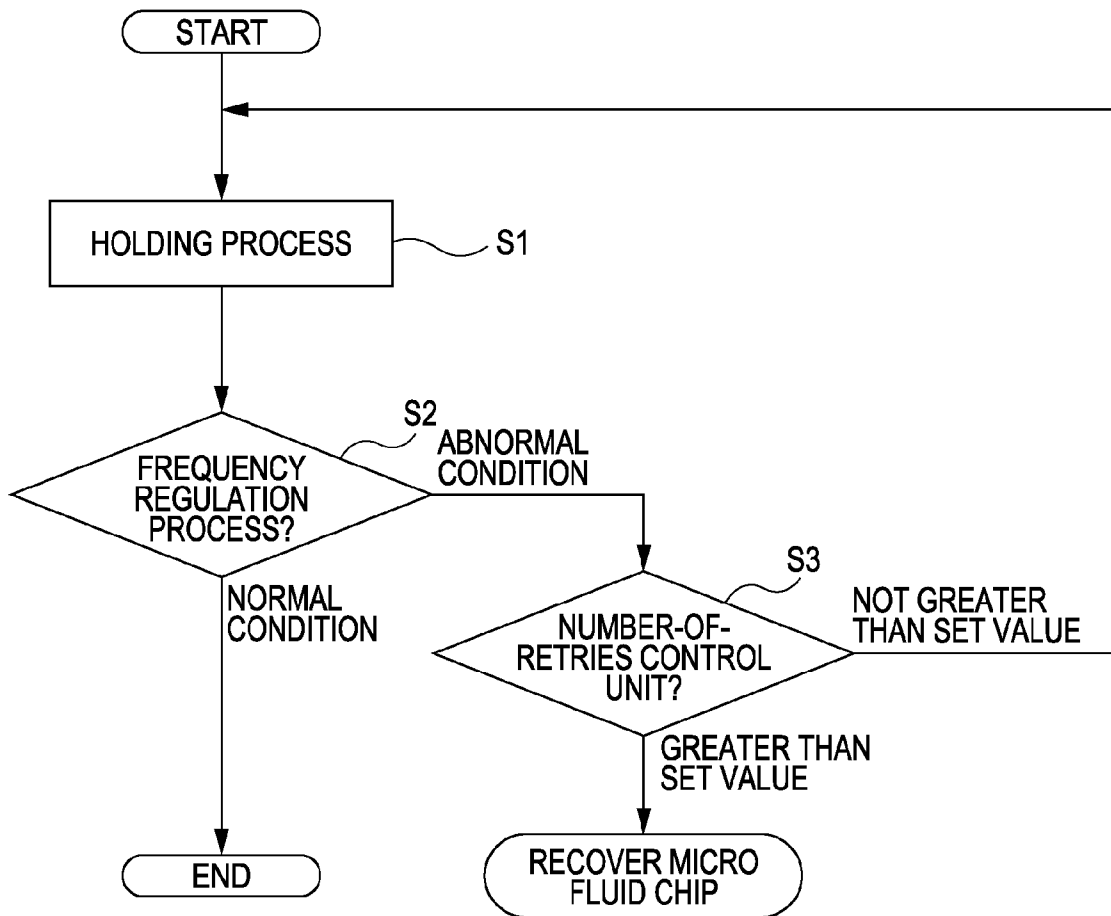 START
HOLDING PROCESS
S1
S2
FREQUENCY
REGULATION
PROCESS?
ABNORMAL
CONDITION
NORMAL
CONDITION
S3
NUMBER-OF-
RETRIES CONTROL
UNIT?
NOT GREATER
THAN SET VALUE
GREATER THAN
SET VALUE
END
RECOVER MICRO
FLUID CHIP